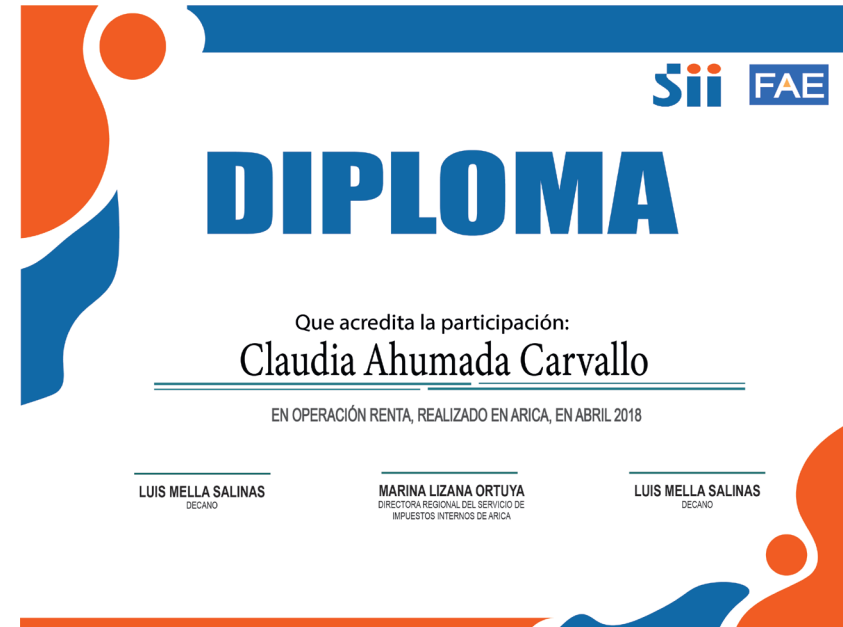 Sii FAE
DIPLOMA
Que acredita la participación:
Claudia Ahumada Carvallo
EN OPERACIÓN RENTA, REALIZADO EN ARICA, EN ABRIL 2018
LUIS MELLA SALINAS
DECANO
MARINA LIZANA ORTUYA
DIRECTORA REGIONAL DEL SERVICIO DE
IMPUESTOS INTERNOS DE ARICA
LUIS MELLA SALINAS
DECANO